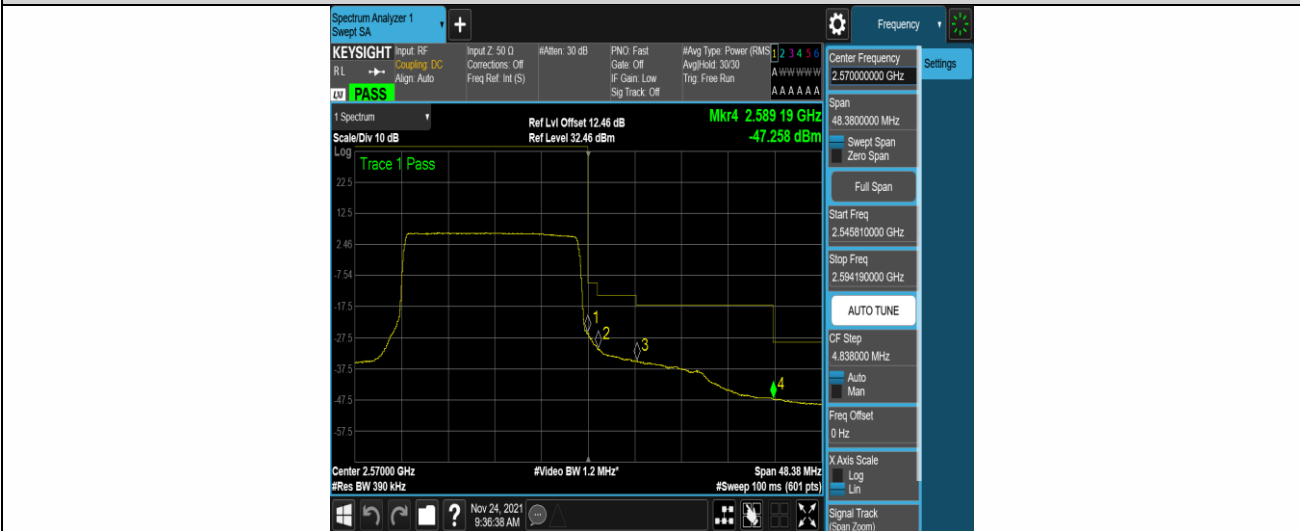 Spectrum Analyzer 1
Swept SA
+
Frequency
KEYSIGHT
RL
LXI PASS
Input: RF
Coupling: DC
Align: Auto
Input Z: 50 Ω
Corrections: Off
Freq Ref: Int (S)
#Atten: 30 dB
PNO: Fast
Gate: Off
IF Gain: Low
Sig Track: Off
#Avg Type: Power (RMS
Avg|Hold: 30/30
Trig: Free Run
1 2 3 4 5 6
A W W W W W
A A A A A A
1 Spectrum
Scale/Div 10 dB
Ref Lvl Offset 12.46 dB
Ref Level 32.46 dBm
Mkr4 2.589 19 GHz
-47.258 dBm
Log
Trace 1 Pass
22.5
12.5
2.46
-7.54
-17.5
-27.5
-37.5
-47.5
-57.5
1
2
3
4
Center 2.57000 GHz
#Res BW 390 kHz
#Video BW 1.2 MHz*
Span 48.38 MHz
#Sweep 100 ms (601 pts)
?
Nov 24, 2021
9:36:38 AM
Center Frequency
2.570000000 GHz
Settings
Span
48.3800000 MHz
Swept Span
Zero Span
Full Span
Start Freq
2.545810000 GHz
Stop Freq
2.594190000 GHz
AUTO TUNE
CF Step
4.838000 MHz
Auto
Man
Freq Offset
0 Hz
X Axis Scale
Log
Lin
Signal Track
(Span Zoom)